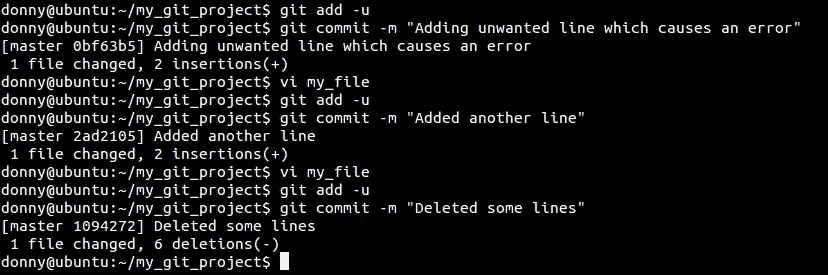 donny@ubuntu:~/my_git_project$ git add -u
donny@ubuntu:~/my_git_project$ git commit -m "Adding unwanted line which causes an error"
[master 0bf63b5] Adding unwanted line which causes an error
 1 file changed, 2 insertions(+)
donny@ubuntu:~/my_git_project$ vi my_file
donny@ubuntu:~/my_git_project$ git add -u
donny@ubuntu:~/my_git_project$ git commit -m "Added another line"
[master 2ad2105] Added another line
 1 file changed, 2 insertions(+)
donny@ubuntu:~/my_git_project$ vi my_file
donny@ubuntu:~/my_git_project$ git add -u
donny@ubuntu:~/my_git_project$ git commit -m "Deleted some lines"
[master 1094272] Deleted some lines
 1 file changed, 6 deletions(-)
donny@ubuntu:~/my_git_project$